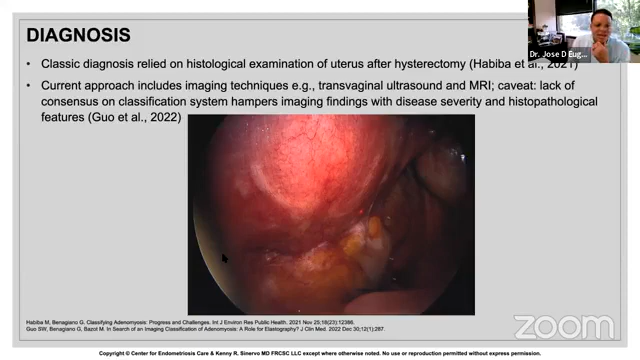 DIAGNOSIS
• Classic diagnosis relied on histological examination of uterus after hysterectomy (Habiba et al., 2021)
• Current approach includes imaging techniques e.g., transvaginal ultrasound and MRI; caveat: lack of
consensus on classification system hampers imaging findings with disease severity and histopathological
features (Guo et al., 2022)
Dr. Jose D Eug
Habiba M, Benagiano G. Classifying Adenomyosis: Progress and Challenges. Int J Environ Res Public Health. 2021 Nov 25;18(23):12386.
Guo SW, Benagiano G, Bazot M. In Search of an Imaging Classification of Adenomyosis: A Role for Elastography? J Clin Med. 2022 Dec 30;12(1):287.
zoom
Copyright © Center for Endometriosis Care & Kenny R. Sinervo MD FRCSC LLC except where otherwise noted. No use or reproduction permitted without express permission.